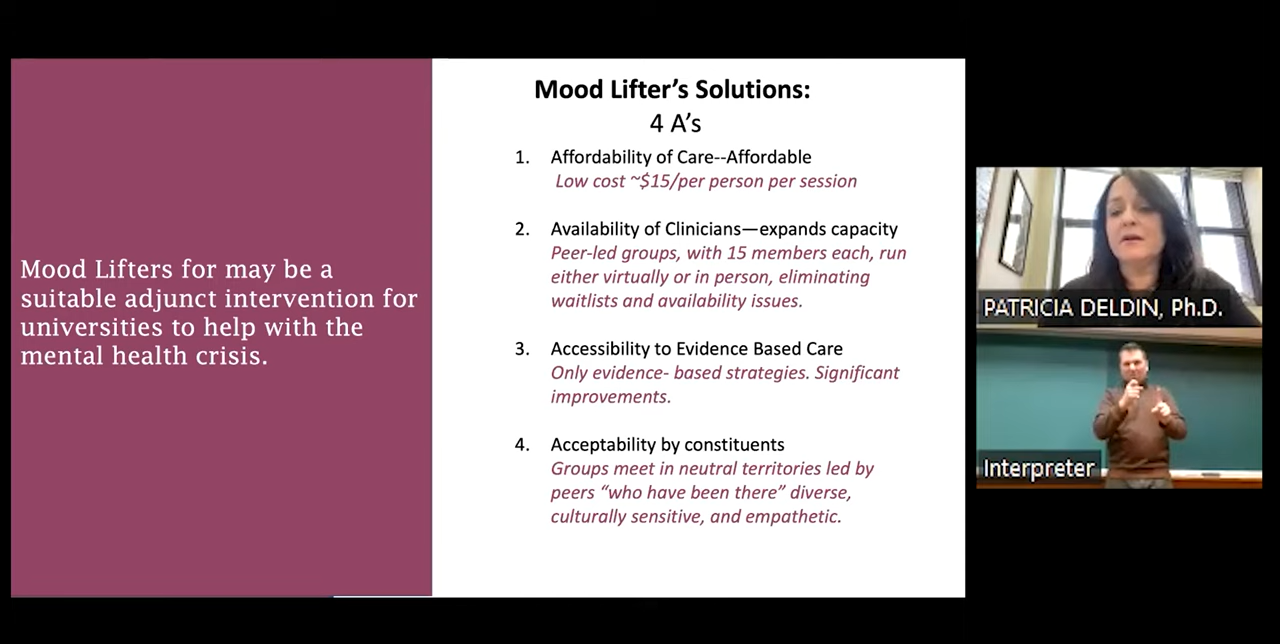 Mood Lifters for may be a
suitable adjunct intervention for
universities to help with the
mental health crisis.
Mood Lifter's Solutions:
4 A's
1. Affordability of Care--Affordable
Low cost ~$15/per person per session
2. Availability of Clinicians—expands capacity
Peer-led groups, with 15 members each, run
either virtually or in person, eliminating
waitlists and availability issues.
3. Accessibility to Evidence Based Care
Only evidence- based strategies. Significant
improvements.
4. Acceptability by constituents
Groups meet in neutral territories led by
peers “who have been there” diverse,
culturally sensitive, and empathetic.
PATRICIA DELDIN, Ph.D.
Interpreter